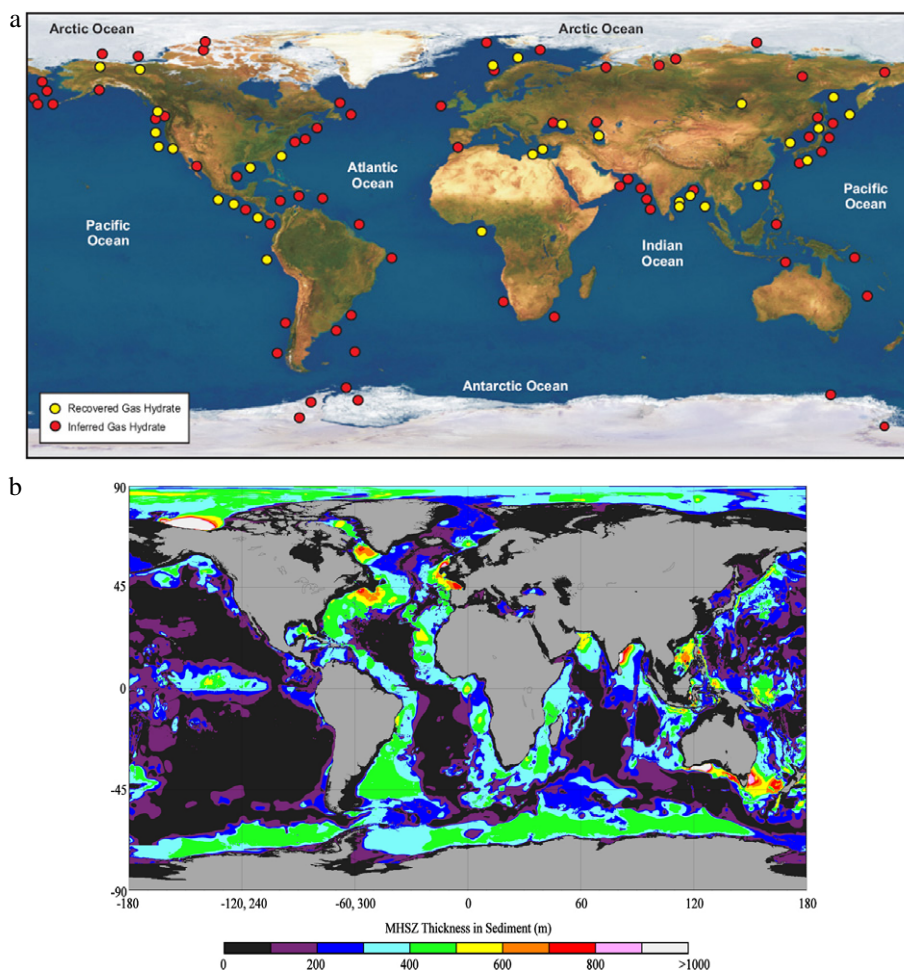 a
Arctic Ocean
Arctic Ocean
Atlantic
Ocean
Pacific
Ocean
Pacific
Ocean
Indian
Ocean
Antarctic Ocean
Recovered Gas Hydrate
Inferred Gas Hydrate
b
90
45
0
-45
-90
-180
-120, 240
-60, 300
0
60
120
180
MHSZ Thickness in Sediment (m)
0
200
400
600
800
>1000